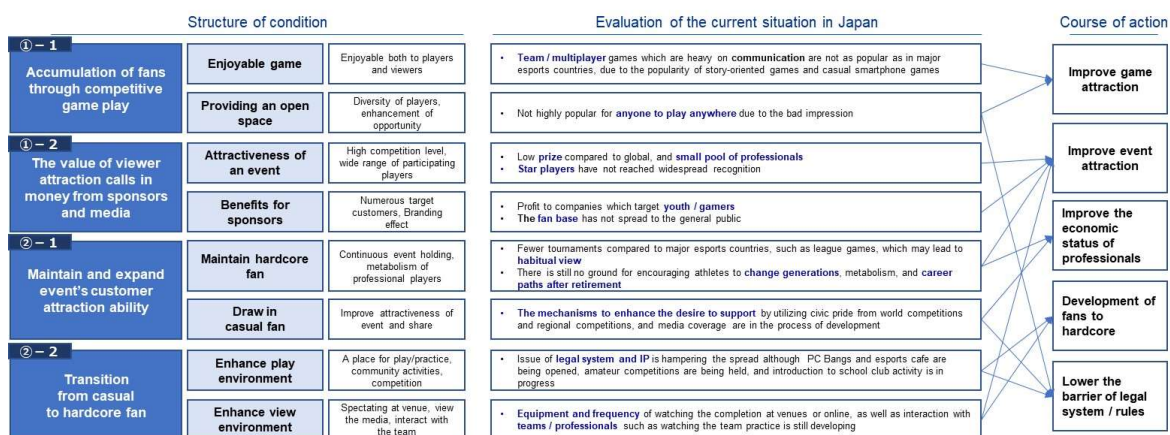 Structure of condition
Evaluation of the current situation in Japan
Course of action
①－1
Accumulation of fans
through competitive
game play
Enjoyable game
Enjoyable both to players
and viewers
• Team / multiplayer games which are heavy on communication are not as popular as in major
esports countries, due to the popularity of story-oriented games and casual smartphone games
Providing an open
space
Diversity of players,
enhancement of
opportunity
• Not highly popular for anyone to play anywhere due to the bad impression
①－2
The value of viewer
attraction calls in
money from sponsors
and media
Attractiveness of
an event
High competition level,
wide range of participating
players
• Low prize compared to global, and small pool of professionals
• Star players have not reached widespread recognition
Benefits for
sponsors
Numerous target
customers, Branding
effect
• Profit to companies which target youth / gamers
• The fan base has not spread to the general public
②－1
Maintain and expand
event's customer
attraction ability
Maintain hardcore
fan
Continuous event holding,
metabolism of
professional players
• Fewer tournaments compared to major esports countries, such as league games, which may lead to
habitual view
• There is still no ground for encouraging athletes to change generations, metabolism, and career
paths after retirement
Draw in
casual fan
Improve attractiveness of
event and share
• The mechanisms to enhance the desire to support by utilizing civic pride from world competitions
and regional competitions, and media coverage are in the process of development
②－2
Transition
from casual
to hardcore fan
Enhance play
environment
A place for play/practice,
community activities,
competition
• Issue of legal system and IP is hampering the spread although PC Bangs and esports cafe are
being opened, amateur competitions are being held, and introduction to school club activity is in
progress
Enhance view
environment
Spectating at venue, view
the media, interact with
the team
• Equipment and frequency of watching the completion at venues or online, as well as interaction with
teams / professionals such as watching the team practice is still developing
Improve game
attraction
Improve event
attraction
Improve the
economic
status of
professionals
Development of
fans to
hardcore
Lower the
barrier of legal
system / rules